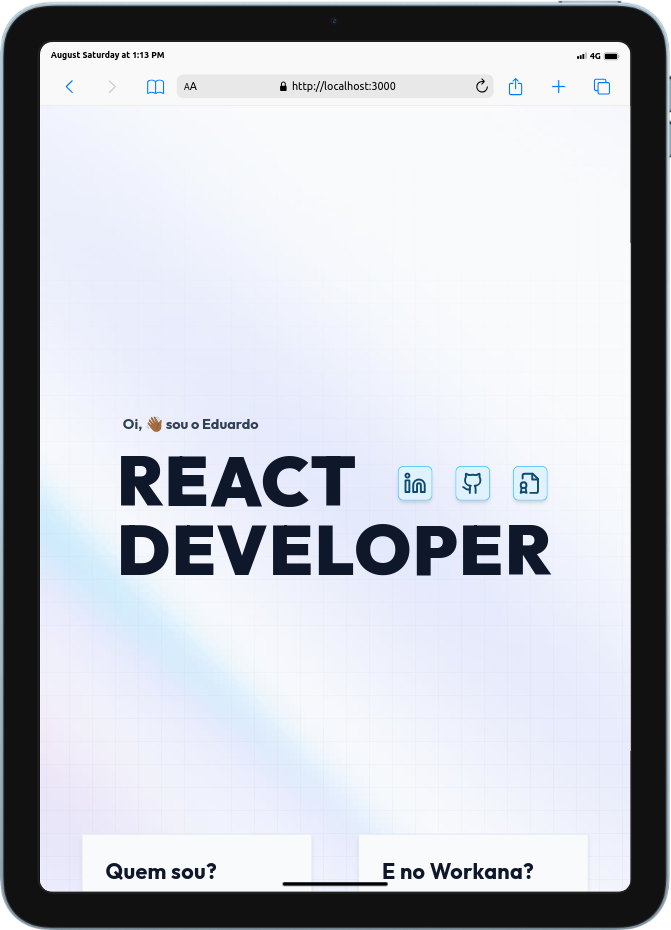 August Saturday at 1:13 PM
4G
AA
http://localhost:3000
Oi, 👋🏾 sou o Eduardo
REACT
in
DEVELOPER
Quem sou?
E no Workana?